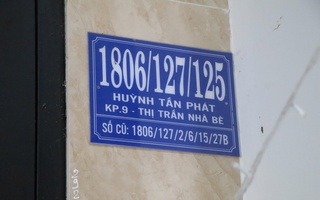 1806/127/125
HUỲNH TẤN PHÁT
KP.9 - THỊ TRẤN NHÀ BÈ
SỐ CŨ: 1806/127/2/6/15/27B